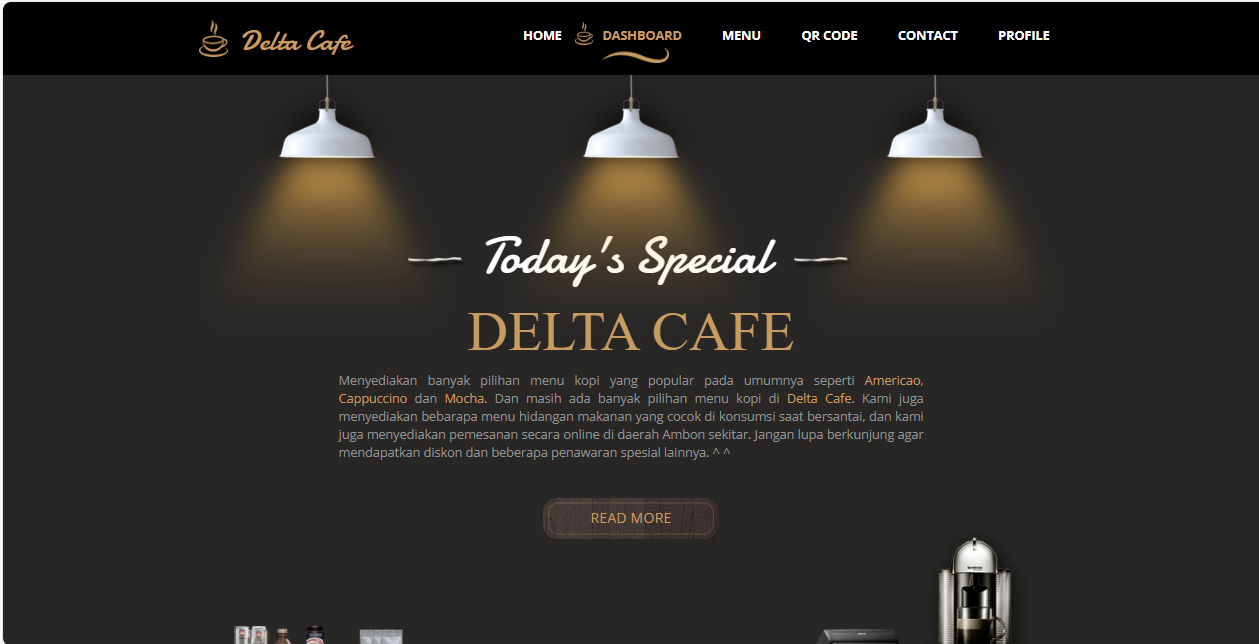 Delta Cafe
HOME DASHBOARD MENU QR CODE CONTACT PROFILE
Today's Special
DELTA CAFE
Menyediakan banyak pilihan menu kopi yang popular pada umumnya seperti Americao,
Cappuccino dan Mocha. Dan masih ada banyak pilihan menu kopi di Delta Cafe. Kami juga
menyediakan bebarapa menu hidangan makanan yang cocok di konsumsi saat bersantai, dan kami
juga menyediakan pemesanan secara online di daerah Ambon sekitar. Jangan lupa berkunjung agar
mendapatkan diskon dan beberapa penawaran spesial lainnya. ^ ^
READ MORE